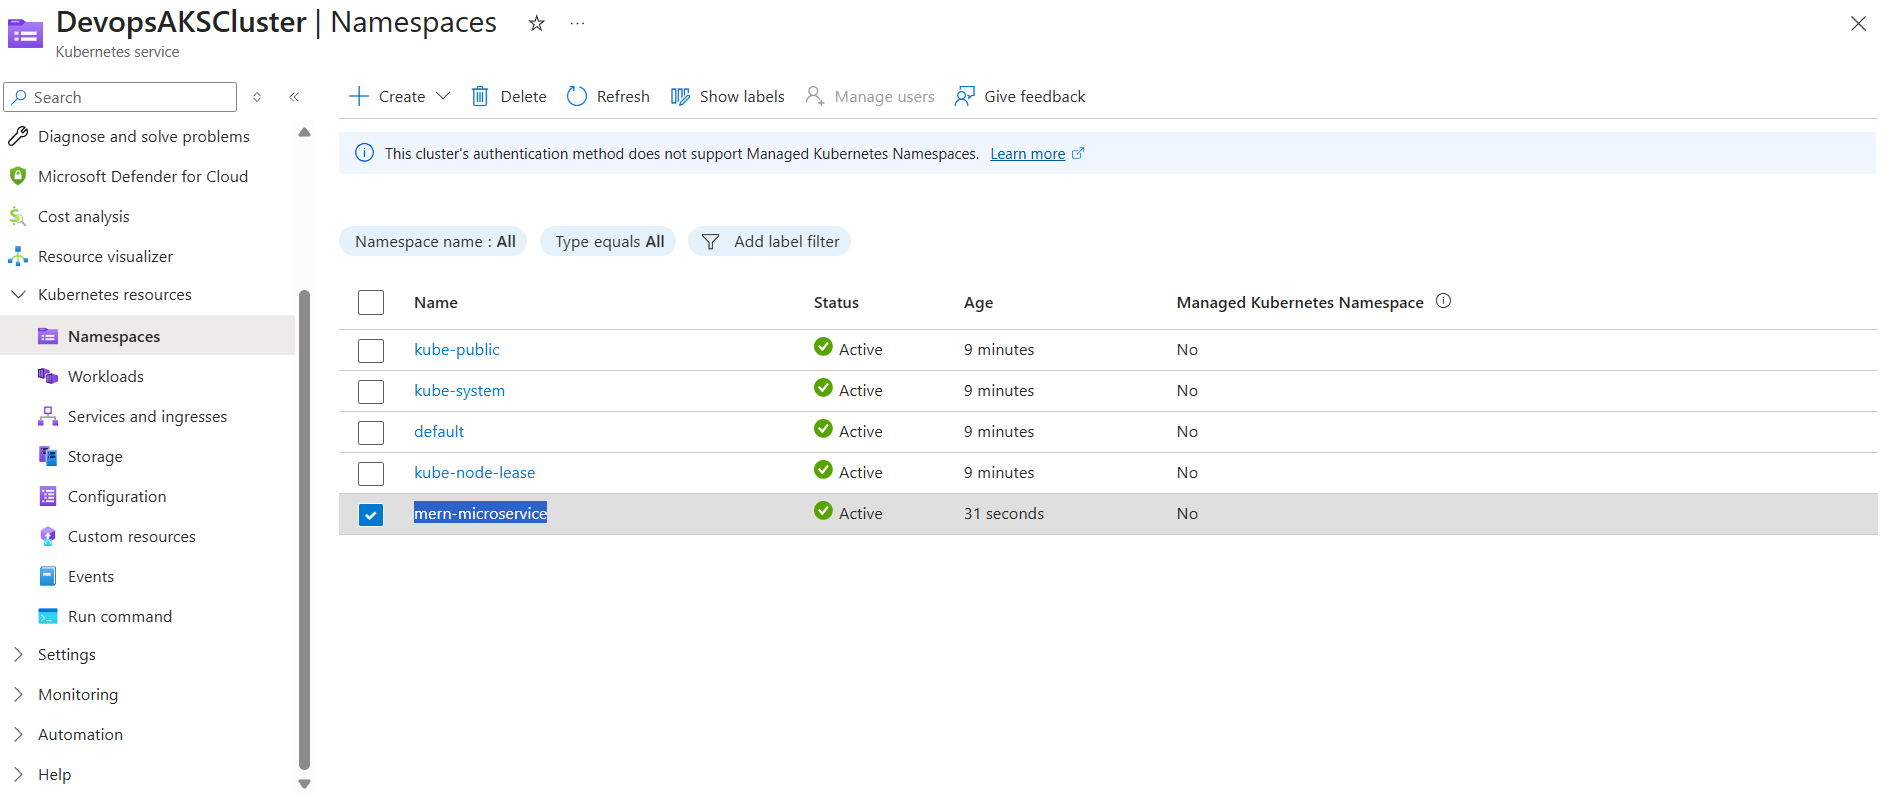 DevopsAKSCluster | Namespaces
Kubernetes service
Search
Create
Delete
Refresh
Show labels
Manage users
Give feedback
Diagnose and solve problems
Microsoft Defender for Cloud
Cost analysis
Resource visualizer
Kubernetes resources
Namespaces
Workloads
Services and ingresses
Storage
Configuration
Custom resources
Events
Run command
Settings
Monitoring
Automation
Help
This cluster's authentication method does not support Managed Kubernetes Namespaces. Learn more
Namespace name : All
Type equals All
Add label filter
Name Status Age Managed Kubernetes Namespace
kube-public Active 9 minutes No
kube-system Active 9 minutes No
default Active 9 minutes No
kube-node-lease Active 9 minutes No
mern-microservice Active 31 seconds No